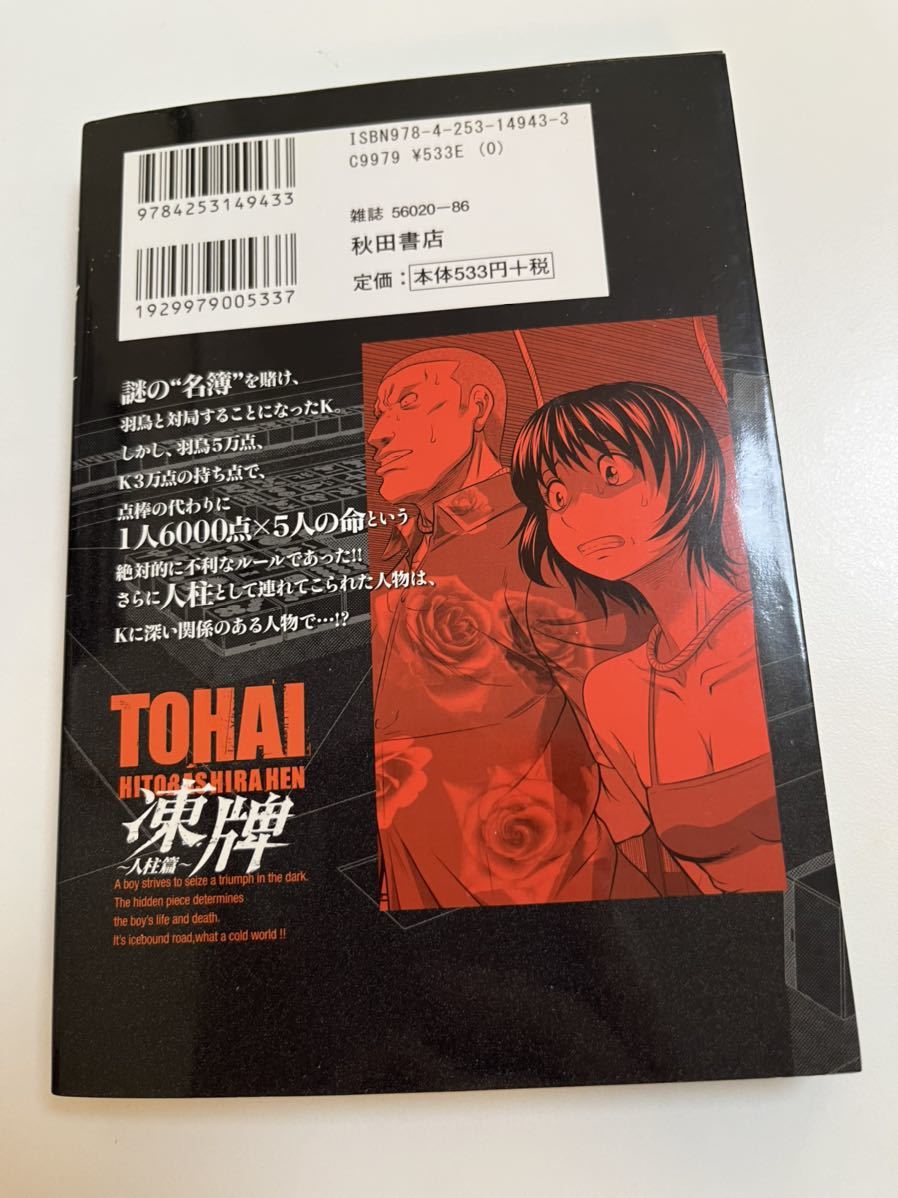 ISBN978-4-253-14943-3
C9979 ¥533E (0)
9784253149433
雑誌 56020-86
秋田書店
定価：本体533円+税
1929979005337
謎の“名簿”を賭け、
羽鳥と対局することになったK。
しかし、羽鳥5万点、
K3万点の持ち点で、
点棒の代わりに
1人6000点×5人の命という
絶対的に不利なルールであった!!
さらに人柱として連れてこられた人物は、
Kに深い関係のある人物で…!?
TOHAI
HITOBASHIRA HEN
凍牌
～人柱篇～
A boy strives to seize a triumph in the dark.
The hidden piece determines
the boy's life and death.
It's icebound road,what a cold world !!